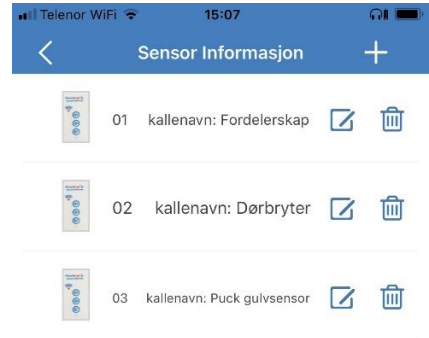 Telenor WiFi 15:07
Sensor Informasjon
01 kallenavn: Fordelerskap
02 kallenavn: Dørbryter
03 kallenavn: Puck gulvsensor